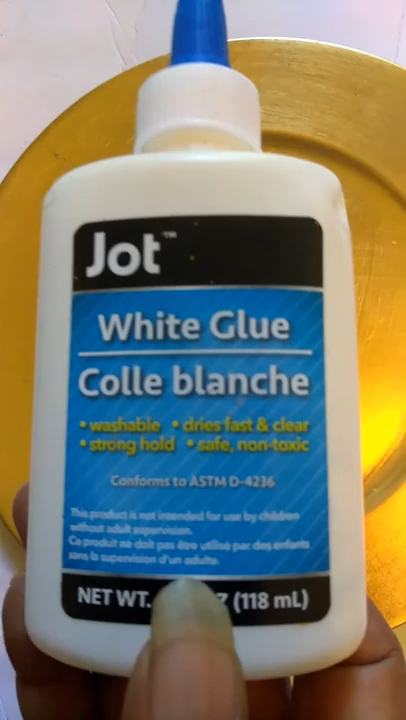 Jot™
White Glue
Colle blanche
• washable • dries fast & clear
• strong hold • safe, non-toxic
Conforms to ASTM D-4236
This product is not intended for use by children
without adult supervision.
Ce produit ne doit pas être utilisé par des enfants
sans la supervision d'un adulte.
NET WT. (118 mL)